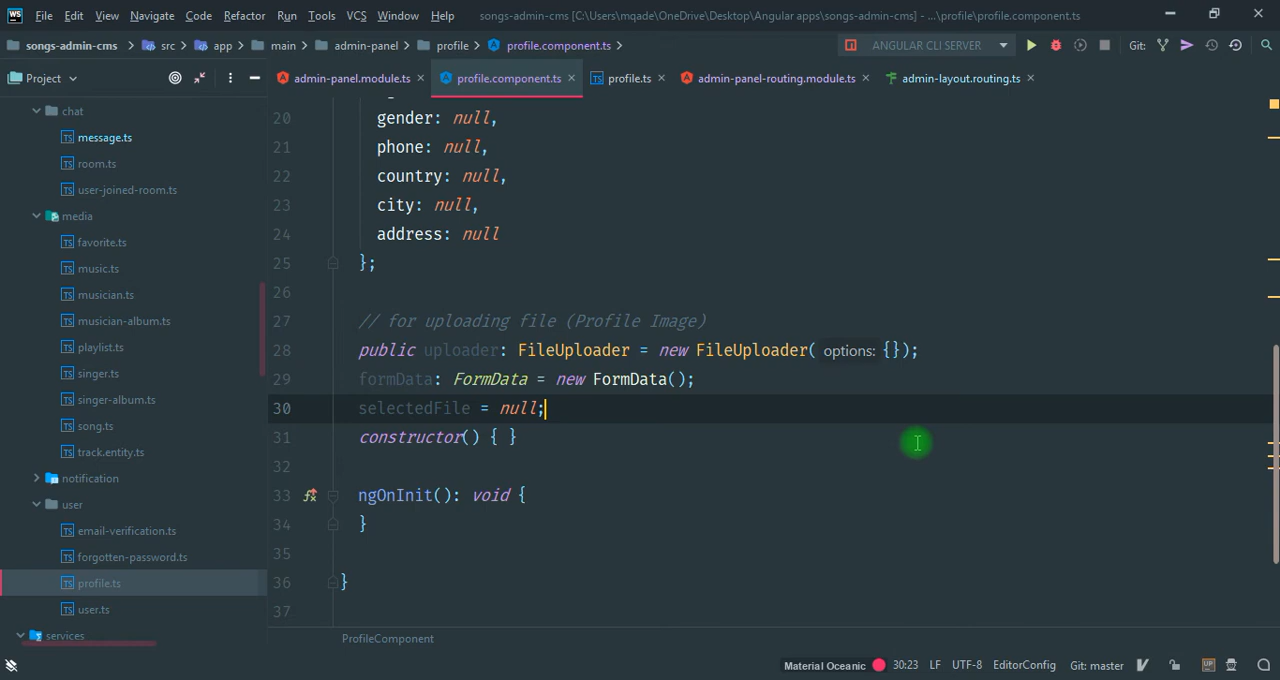 File Edit View Navigate Code Refactor Run Tools VCS Window Help songs-admin-cms [C:\Users\mqade\OneDrive\Desktop\Angular apps\songs-admin-cms] - ...\profile\profile.component.ts
songs-admin-cms src app main admin-panel profile profile.component.ts ANGULAR CLI SERVER Git:
Project admin-panel.module.ts profile.component.ts profile.ts admin-panel-routing.module.ts admin-layout.routing.ts
chat
message.ts
room.ts
user-joined-room.ts
media
favorite.ts
music.ts
musician.ts
musician-album.ts
playlist.ts
singer.ts
singer-album.ts
song.ts
track.entity.ts
notification
user
email-verification.ts
forgotten-password.ts
profile.ts
user.ts
services
20 gender: null,
21 phone: null,
22 country: null,
23 city: null,
24 address: null
25 };
26
27 // for uploading file (Profile Image)
28 public uploader: FileUploader = new FileUploader( options: {});
29 formData: FormData = new FormData();
30 selectedFile = null;
31 constructor() { }
32
33 ngOnInit(): void {
34 }
35
36 }
37
ProfileComponent
Material Oceanic 30:23 LF UTF-8 EditorConfig Git: master